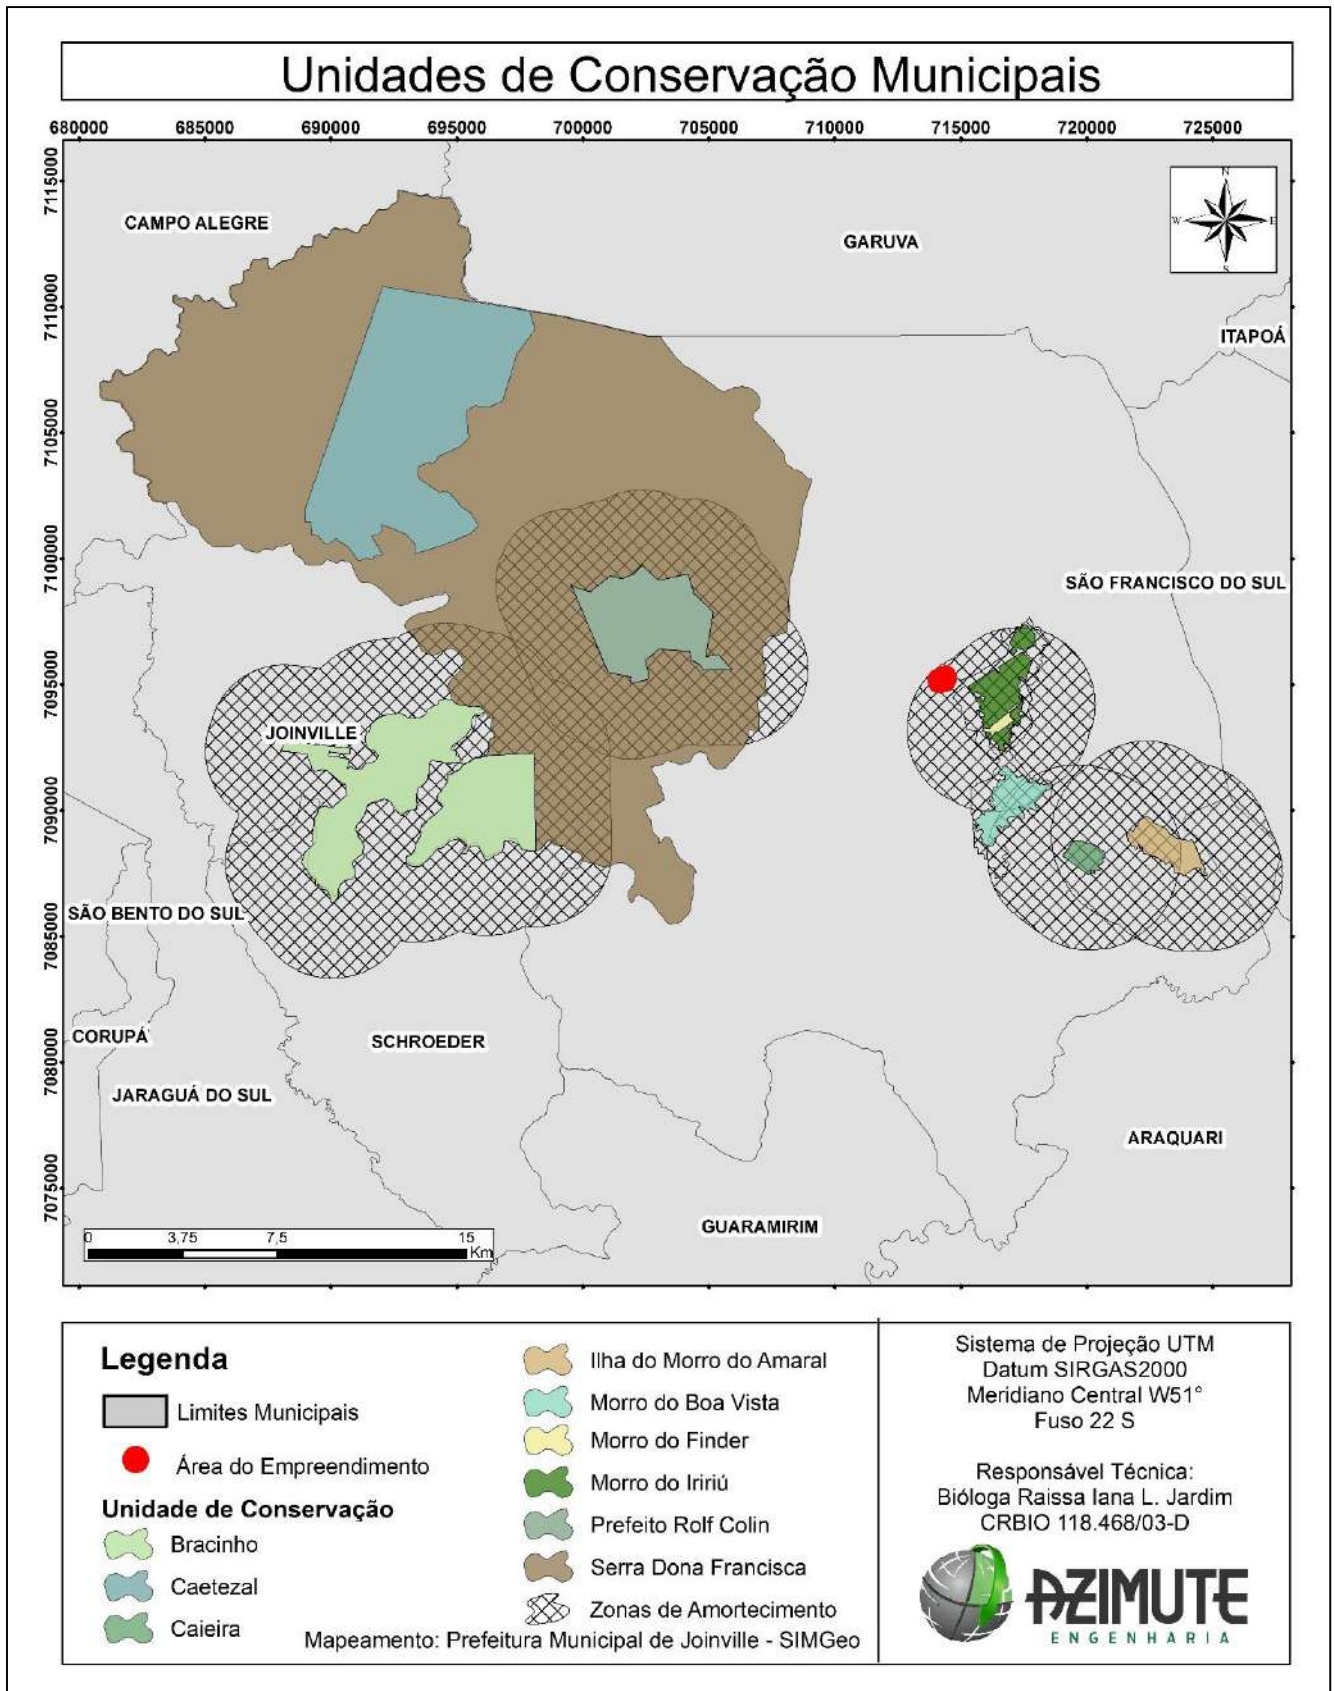 Unidades de Conservação Municipais
680000 685000 690000 695000 700000 705000 710000 715000 720000 725000
7115000
7110000
7105000
7100000
7095000
7090000
7085000
7080000
7075000
N
W E
S
CAMPO ALEGRE
GARUVA
ITAPOÁ
SÃO FRANCISCO DO SUL
JOINVILLE
SÃO BENTO DO SUL
CORUPÁ
SCHROEDER
JARAGUÁ DO SUL
ARAQUARI
GUARAMIRIM
0 3,75 7,5 15
Km
Legenda
Limites Municipais
Área do Empreendimento
Unidade de Conservação
Bracinho
Caetezal
Caieira
Ilha do Morro do Amaral
Morro do Boa Vista
Morro do Finder
Morro do Iririú
Prefeito Rolf Colin
Serra Dona Francisca
Zonas de Amortecimento
Mapeamento: Prefeitura Municipal de Joinville - SIMGeo
Sistema de Projeção UTM
Datum SIRGAS2000
Meridiano Central W51°
Fuso 22 S
Responsável Técnica:
Bióloga Raissa Iana L. Jardim
CRBIO 118.468/03-D
AZIMUTE
ENGENHARIA